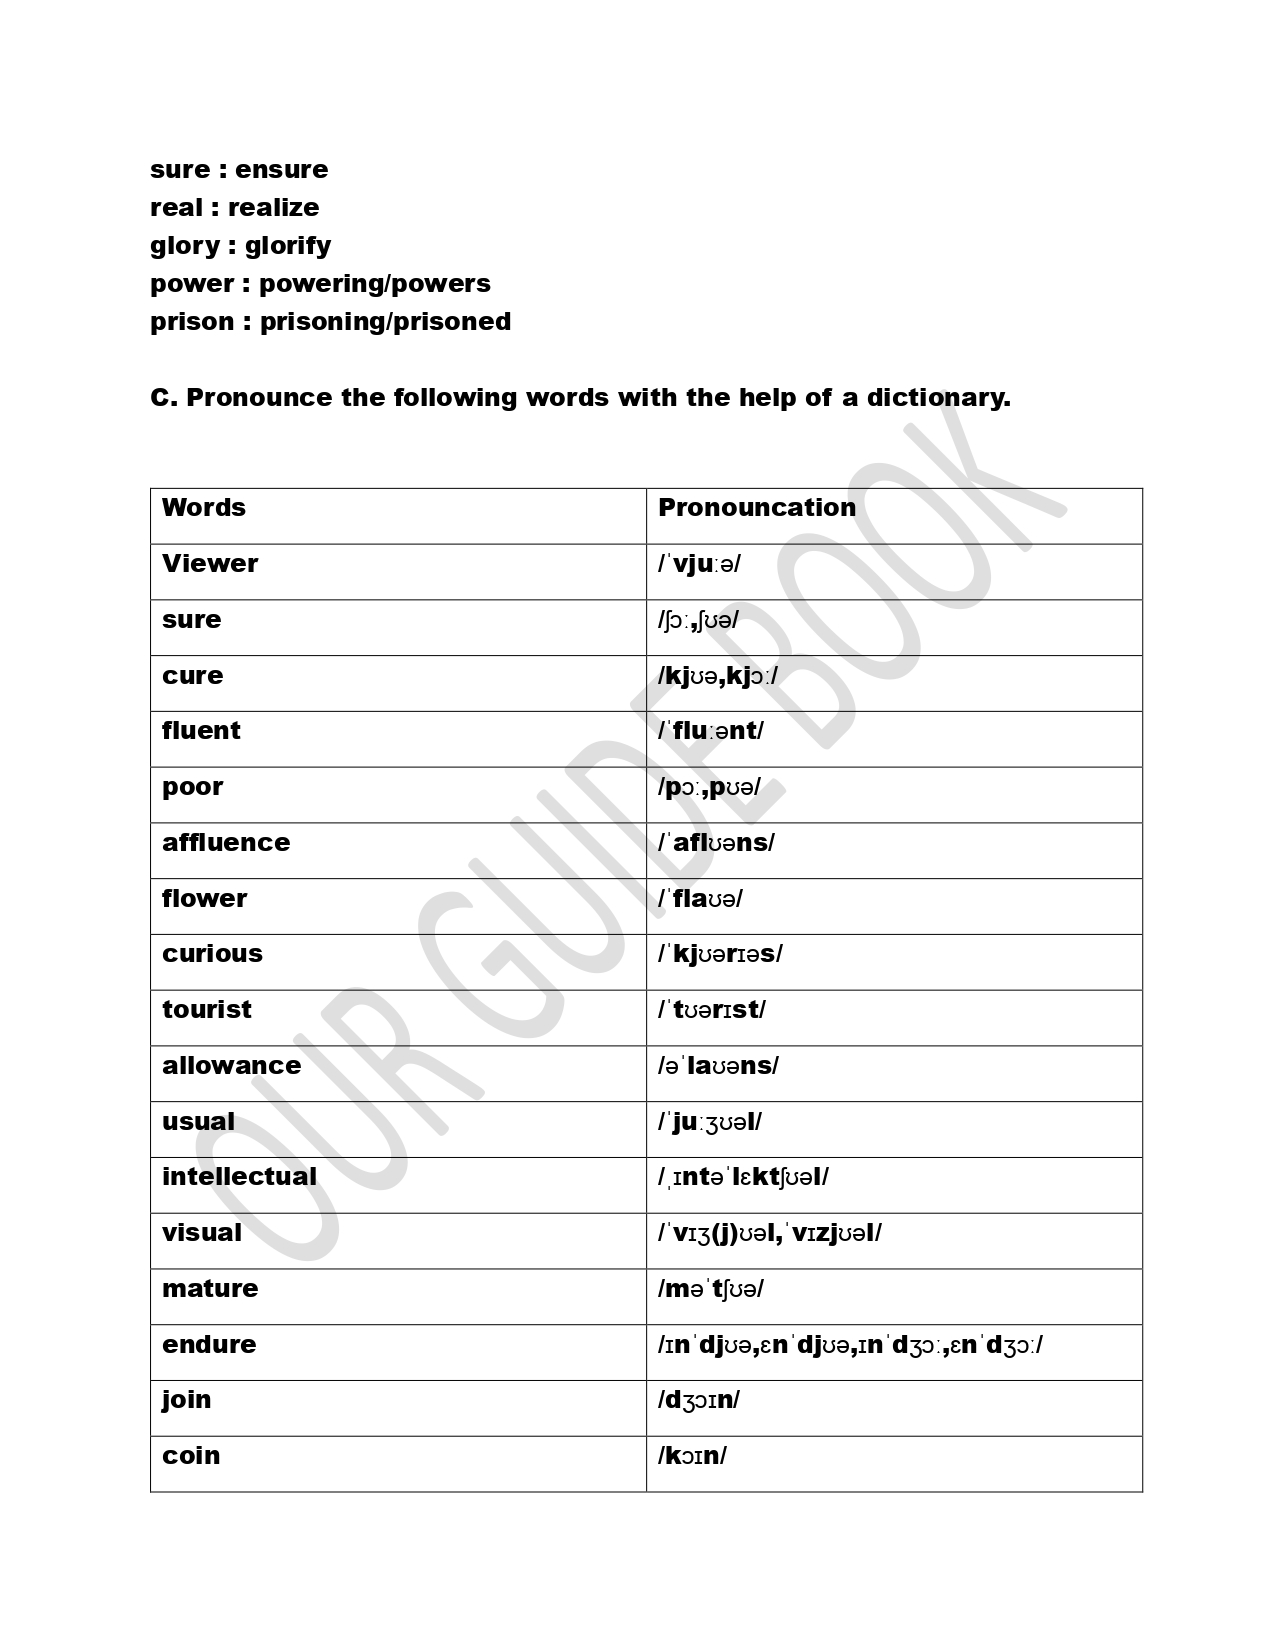 sure : ensure
real : realize
glory : glorify
power : powering/powers
prison : prisoning/prisoned
C. Pronounce the following words with the help of a dictionary.
Words Pronouncation
Viewer /ˈvjuːə/
sure /ʃɔː,ʃʊə/
cure /kjʊə,kjɔː/
fluent /ˈfluːənt/
poor /pɔː,pʊə/
affluence /ˈaflʊəns/
flower /ˈflaʊə/
curious /ˈkjʊərɪəs/
tourist /ˈtʊərɪst/
allowance /əˈlaʊəns/
usual /ˈjuːʒʊəl/
intellectual /ˌɪntəˈlɛktʃʊəl/
visual /ˈvɪʒ(j)ʊəl,ˈvɪzjʊəl/
mature /məˈtʃʊə/
endure /ɪnˈdjʊə,ɛnˈdjʊə,ɪnˈdʒɔː,ɛnˈdʒɔː/
join /dʒɔɪn/
coin /kɔɪn/
OUR GUIDE BOOK